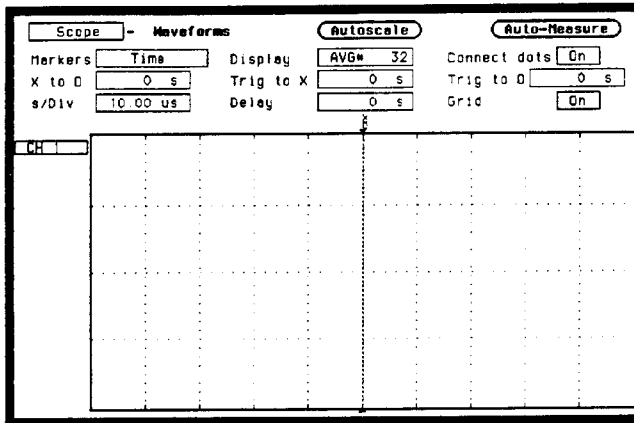 Scope - Waveforms Autoscale Auto-Measure
Markers Time Display AVG# 32 Connect dots On
X to O 0 s Trig to X 0 s Trig to O 0 s
s/Div 10.00 us Delay 0 s Grid On
CH 1